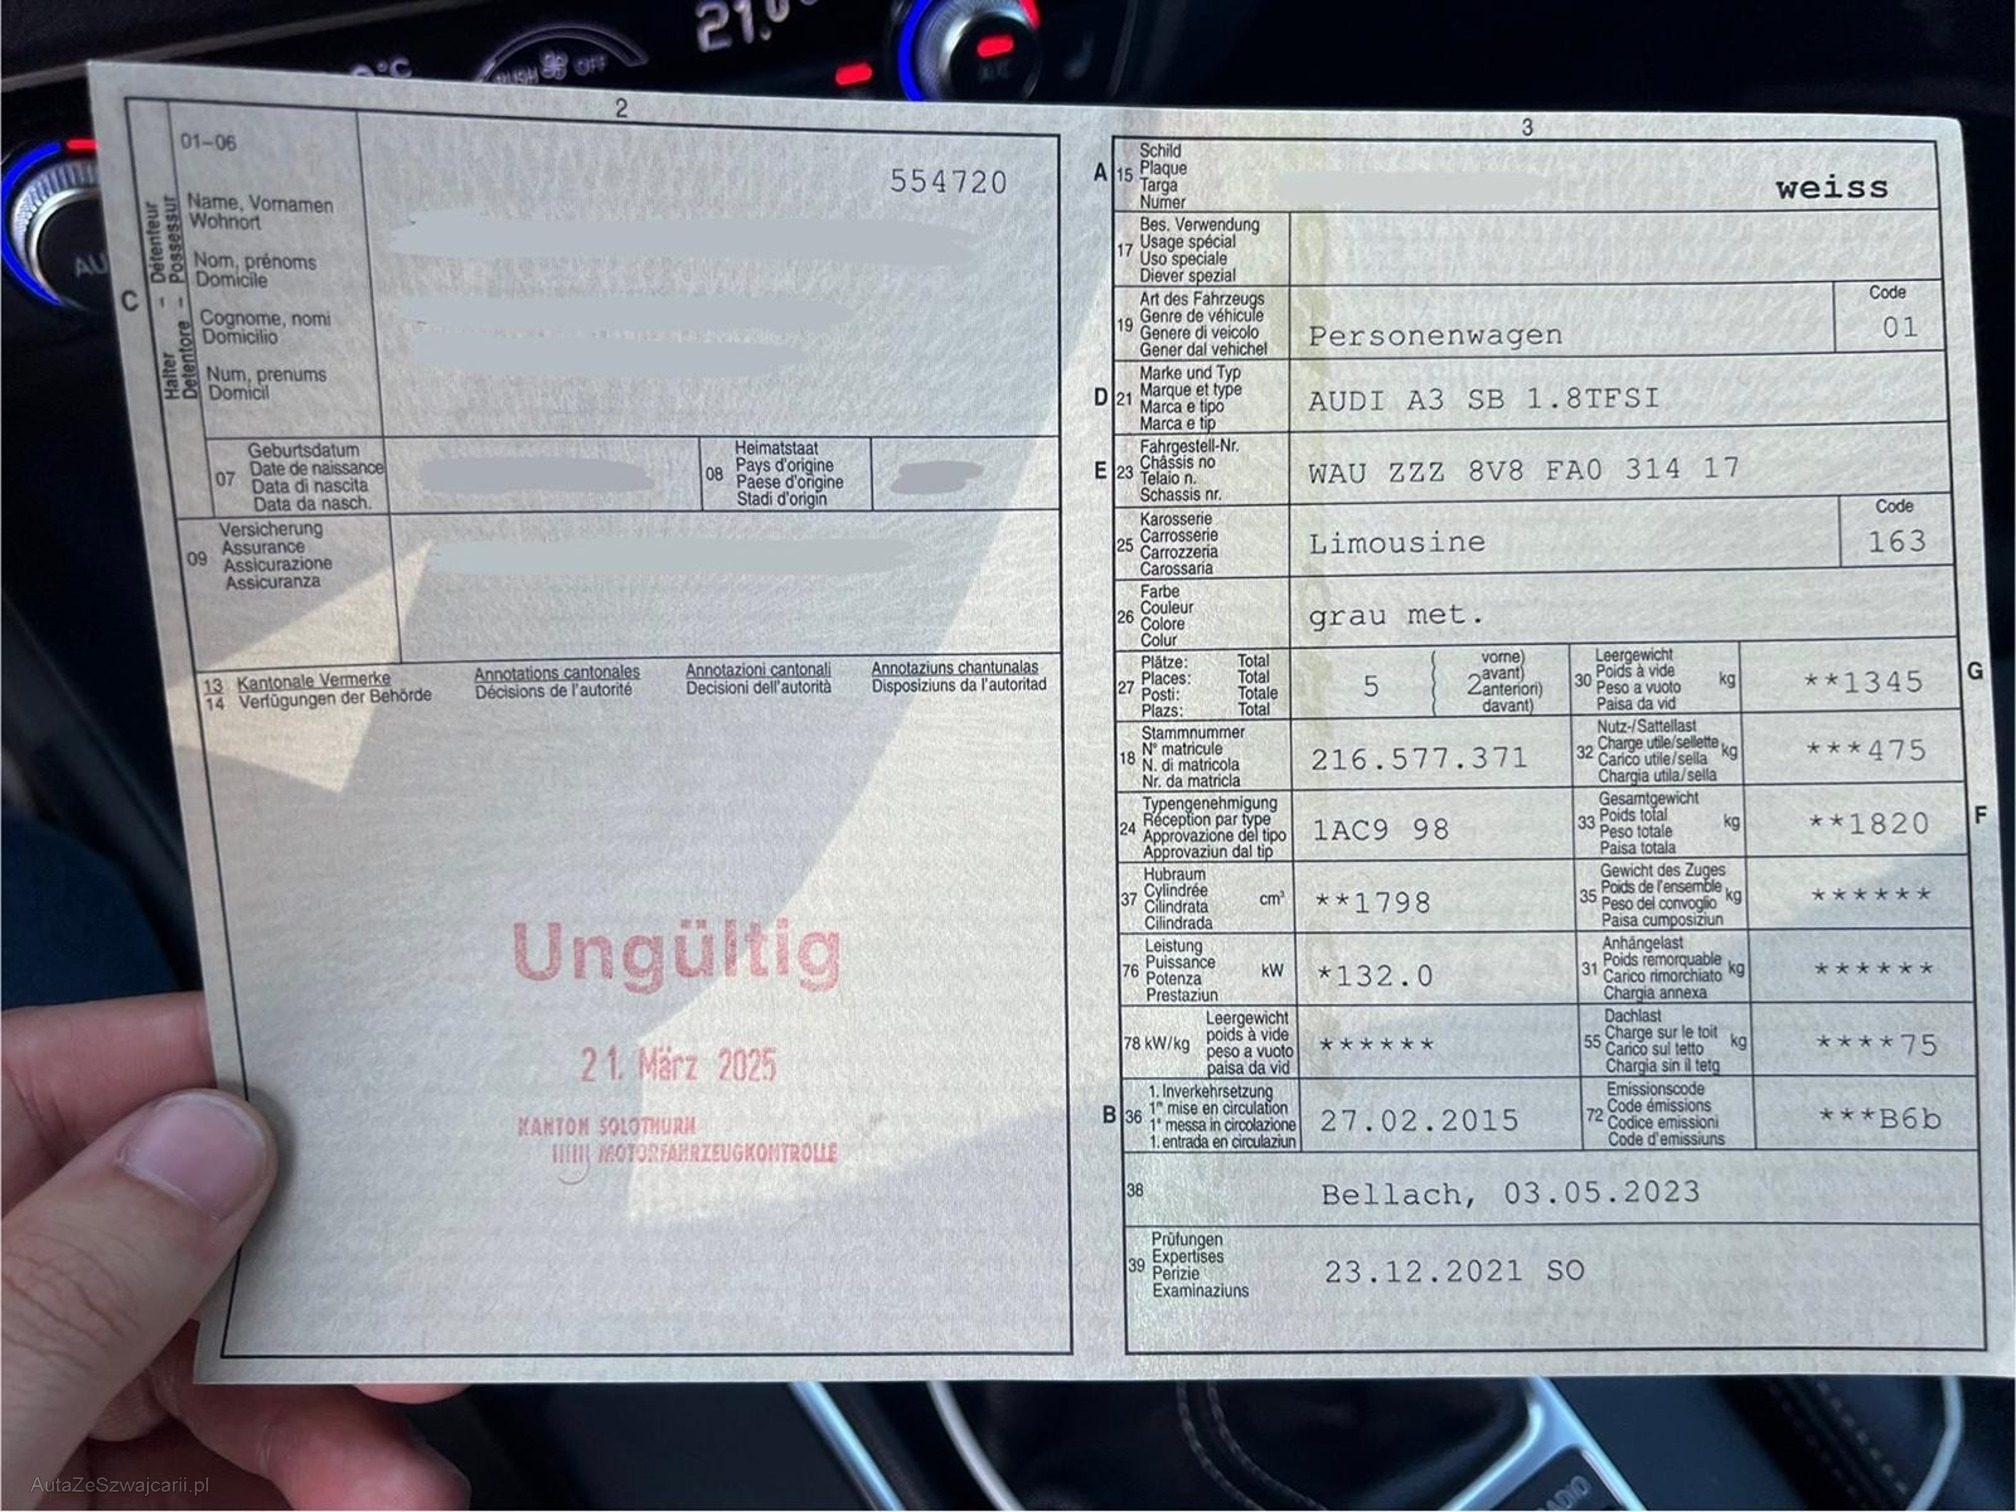 21.0
°C
OFF
A/C
AU
2
01–06
554720
Halter – Détenteur
Detentore – Possessur
C
Name, Vornamen
Wohnort
Nom, prénoms
Domicile
Cognome, nomi
Domicilio
Num, prenums
Domicil
07
Geburtsdatum
Date de naissance
Data di nascita
Data da nasch.
08
Heimatstaat
Pays d'origine
Paese d'origine
Stadi d'origin
09
Versicherung
Assurance
Assicurazione
Assicuranza
13 Kantonale Vermerke Annotations cantonales Annotazioni cantonali Annotaziuns chantunalas
14 Verfügungen der Behörde Décisions de l'autorité Decisioni dell'autorità Disposiziuns da l'autoritad
Ungültig
21. März 2025
KANTON SOLOTHURN
MOTORFAHRZEUGKONTROLLE
3
A 15
Schild
Plaque
Targa
Numer
weiss
17
Bes. Verwendung
Usage spécial
Uso speciale
Diever spezial
19
Art des Fahrzeugs
Genre de véhicule
Genere di veicolo
Gener dal vehichel
Personenwagen
Code
01
D 21
Marke und Typ
Marque et type
Marca e tipo
Marca e tip
AUDI A3 SB 1.8TFSI
E 23
Fahrgestell-Nr.
Châssis no
Telaio n.
Schassis nr.
WAU ZZZ 8V8 FA0 314 17
25
Karosserie
Carrosserie
Carrozzeria
Carossaria
Limousine
Code
163
26
Farbe
Couleur
Colore
Colur
grau met.
27
Plätze: Total
Places: Total
Posti: Totale
Plazs: Total
5
2
vorne)
avant)
anteriori)
davant)
30
Leergewicht
Poids à vide
Peso a vuoto
Paisa da vid
kg
**1345
G
18
Stammnummer
N° matricule
N. di matricola
Nr. da matricla
216.577.371
32
Nutz-/Sattellast
Charge utile/sellette
Carico utile/sella
Chargia utila/sella
kg
***475
24
Typengenehmigung
Réception par type
Approvazione del tipo
Approvaziun dal tip
1AC9 98
33
Gesamtgewicht
Poids total
Peso totale
Paisa totala
kg
**1820
F
37
Hubraum
Cylindrée
Cilindrata
Cilindrada
cm³
**1798
35
Gewicht des Zuges
Poids de l'ensemble
Peso del convoglio
Paisa cumposiziun
kg
******
76
Leistung
Puissance
Potenza
Prestaziun
kW
*132.0
31
Anhängelast
Poids remorquable
Carico rimorchiato
Chargia annexa
kg
******
78 kW/kg
Leergewicht
poids à vide
peso a vuoto
paisa da vid
******
55
Dachlast
Charge sur le toit
Carico sul tetto
Chargia sin il tetg
kg
****75
B 36
1. Inverkehrsetzung
1re mise en circulation
1a messa in circolazione
1. entrada en circulaziun
27.02.2015
72
Emissionscode
Code émissions
Codice emissioni
Code d'emissiuns
***B6b
38
Bellach, 03.05.2023
39
Prüfungen
Expertises
Perizie
Examinaziuns
23.12.2021 SO
RADIO
AutaZeSzwajcarii.pl